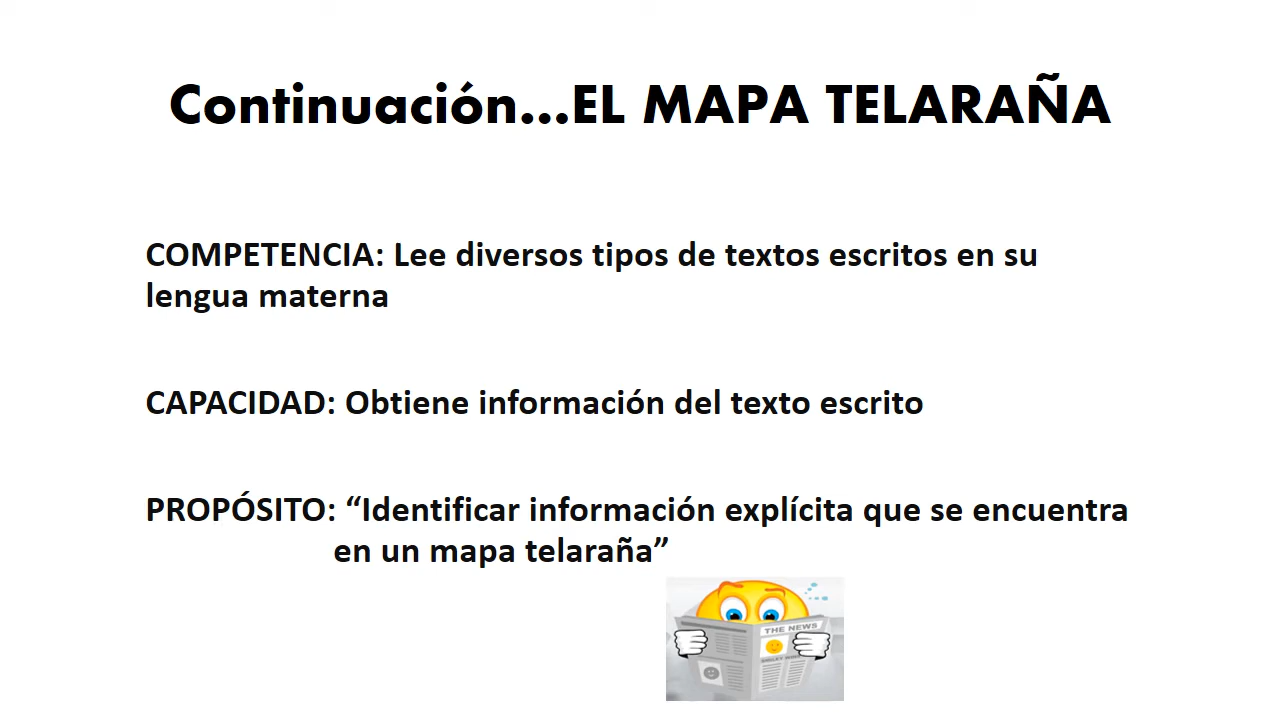 Continuación...EL MAPA TELARAÑA
COMPETENCIA: Lee diversos tipos de textos escritos en su
lengua materna
CAPACIDAD: Obtiene información del texto escrito
PROPÓSITO: “Identificar información explícita que se encuentra
en un mapa telaraña”
THE NEWS